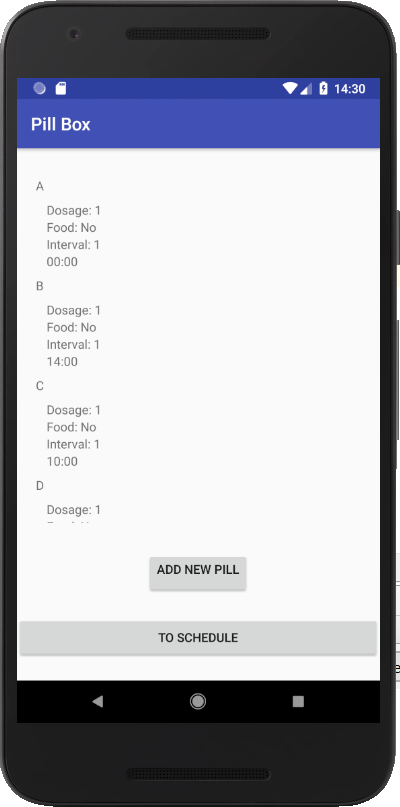 14:30
Pill Box
A
Dosage: 1
Food: No
Interval: 1
00:00
B
Dosage: 1
Food: No
Interval: 1
14:00
C
Dosage: 1
Food: No
Interval: 1
10:00
D
Dosage: 1
ADD NEW PILL
TO SCHEDULE